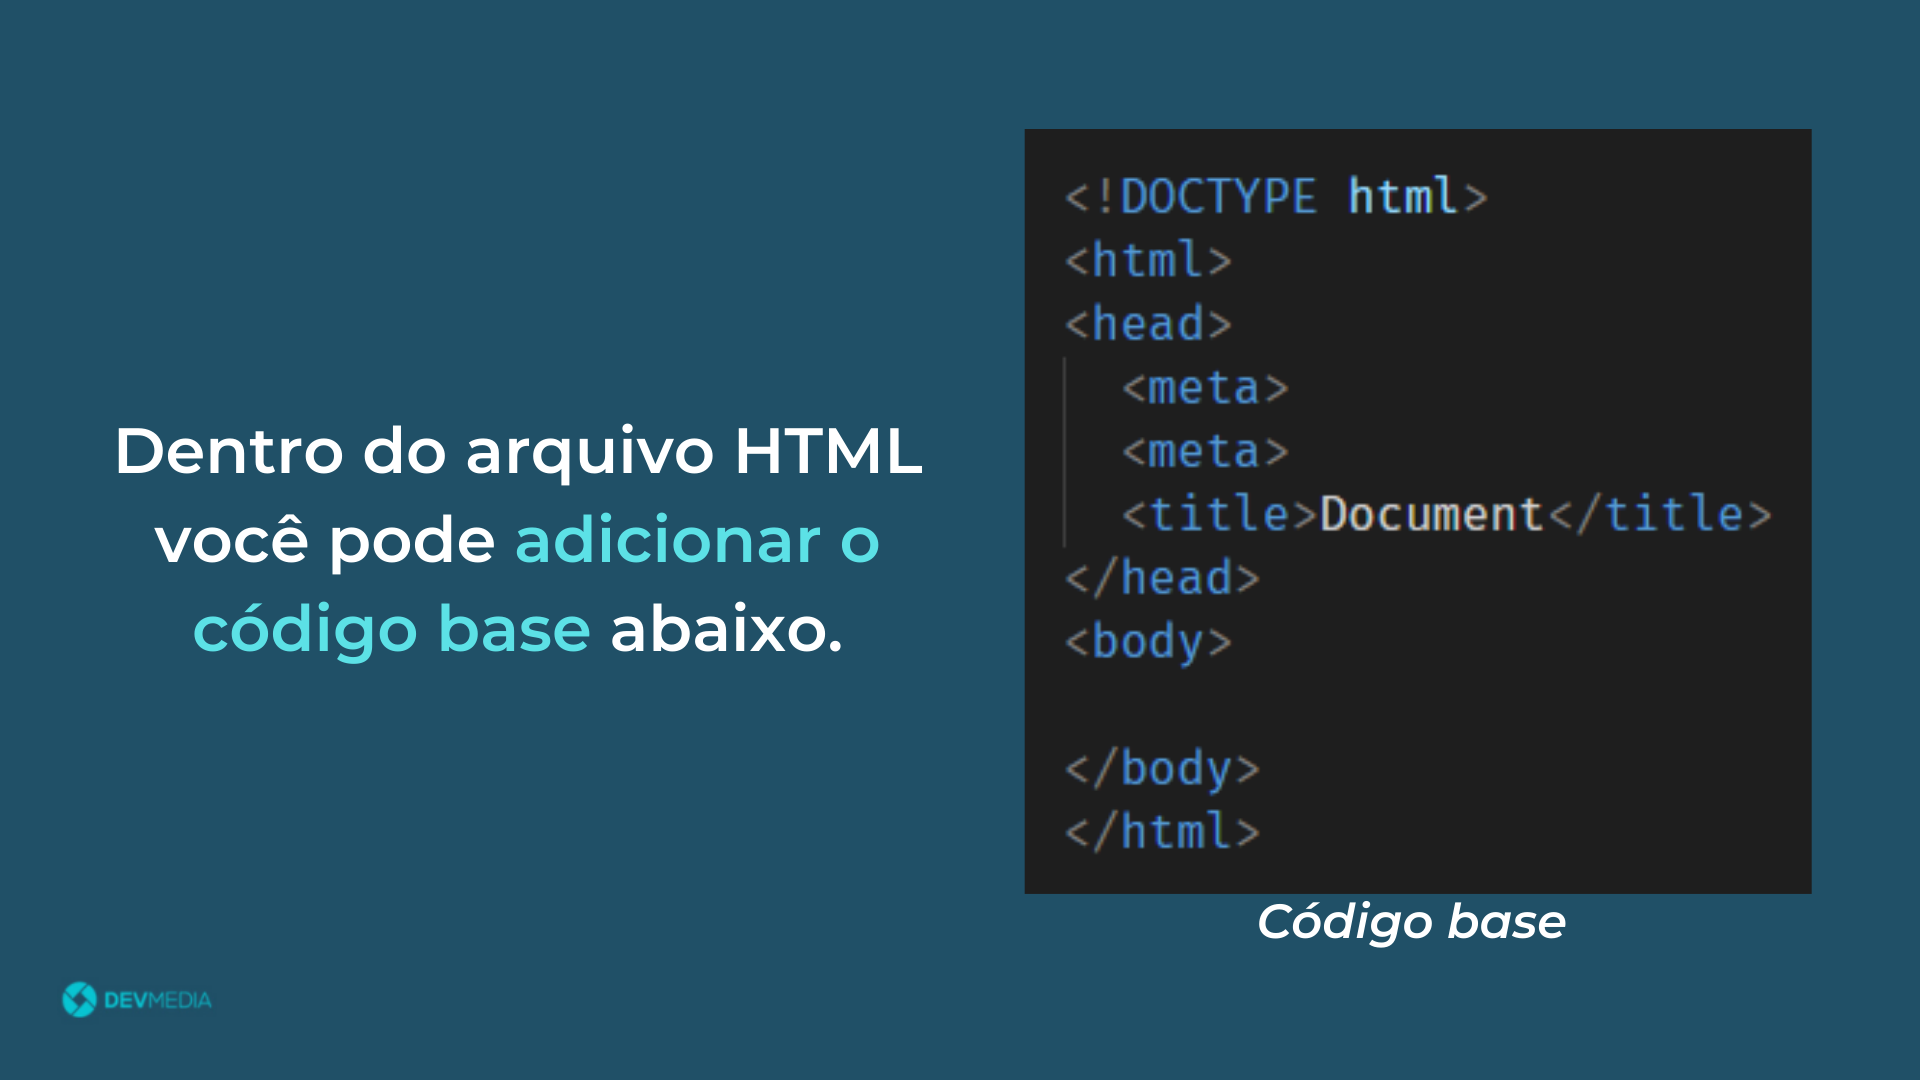 Dentro do arquivo HTML
você pode adicionar o
código base abaixo.
<!DOCTYPE html>
<html>
<head>
  <meta>
  <meta>
  <title>Document</title>
</head>
<body>

</body>
</html>
Código base
DEVMEDIA